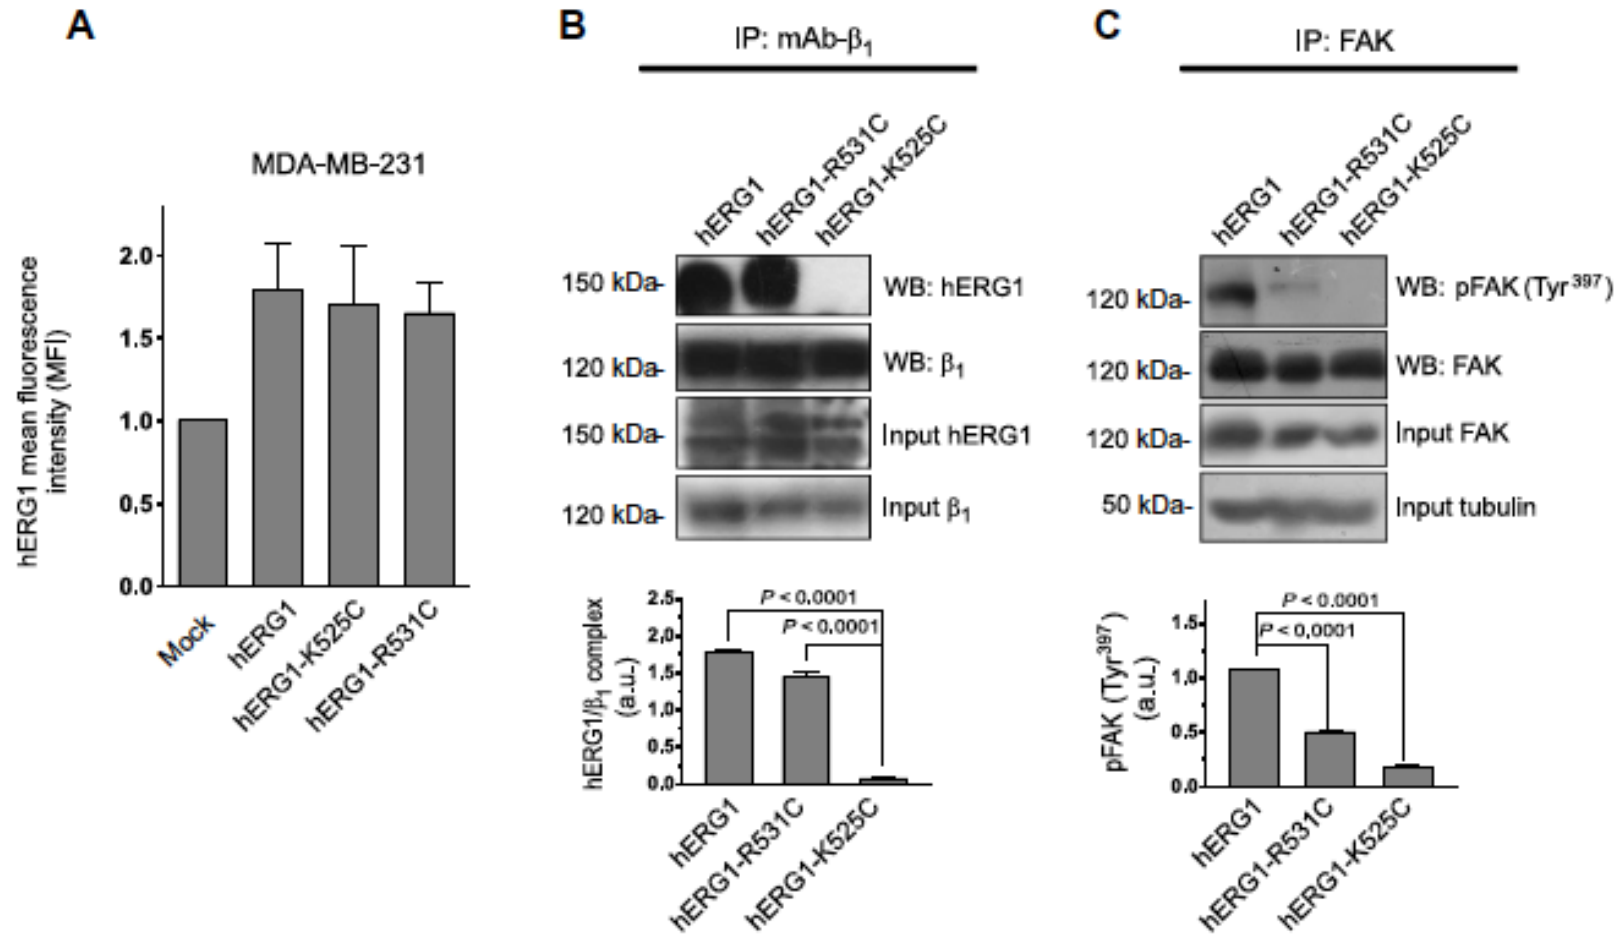 A
MDA-MB-231
hERG1 mean fluorescence
intensity (MFI)
2.0
1.5
1.0
0.5
0.0
Mock
hERG1
hERG1-K525C
hERG1-R531C
B
IP: mAb-β1
hERG1
hERG1-R531C
hERG1-K525C
150 kDa-
WB: hERG1
120 kDa-
WB: β1
150 kDa-
Input hERG1
120 kDa-
Input β1
hERG1/β1 complex
(a.u.)
2.5
2.0
1.5
1.0
0.5
0.0
P < 0.0001
P < 0.0001
hERG1
hERG1-R531C
hERG1-K525C
C
IP: FAK
hERG1
hERG1-R531C
hERG1-K525C
120 kDa-
WB: pFAK (Tyr397)
120 kDa-
WB: FAK
120 kDa-
Input FAK
50 kDa-
Input tubulin
pFAK (Tyr397)
(a.u.)
1.5
1.0
0.5
0.0
P < 0.0001
P < 0.0001
hERG1
hERG1-R531C
hERG1-K525C